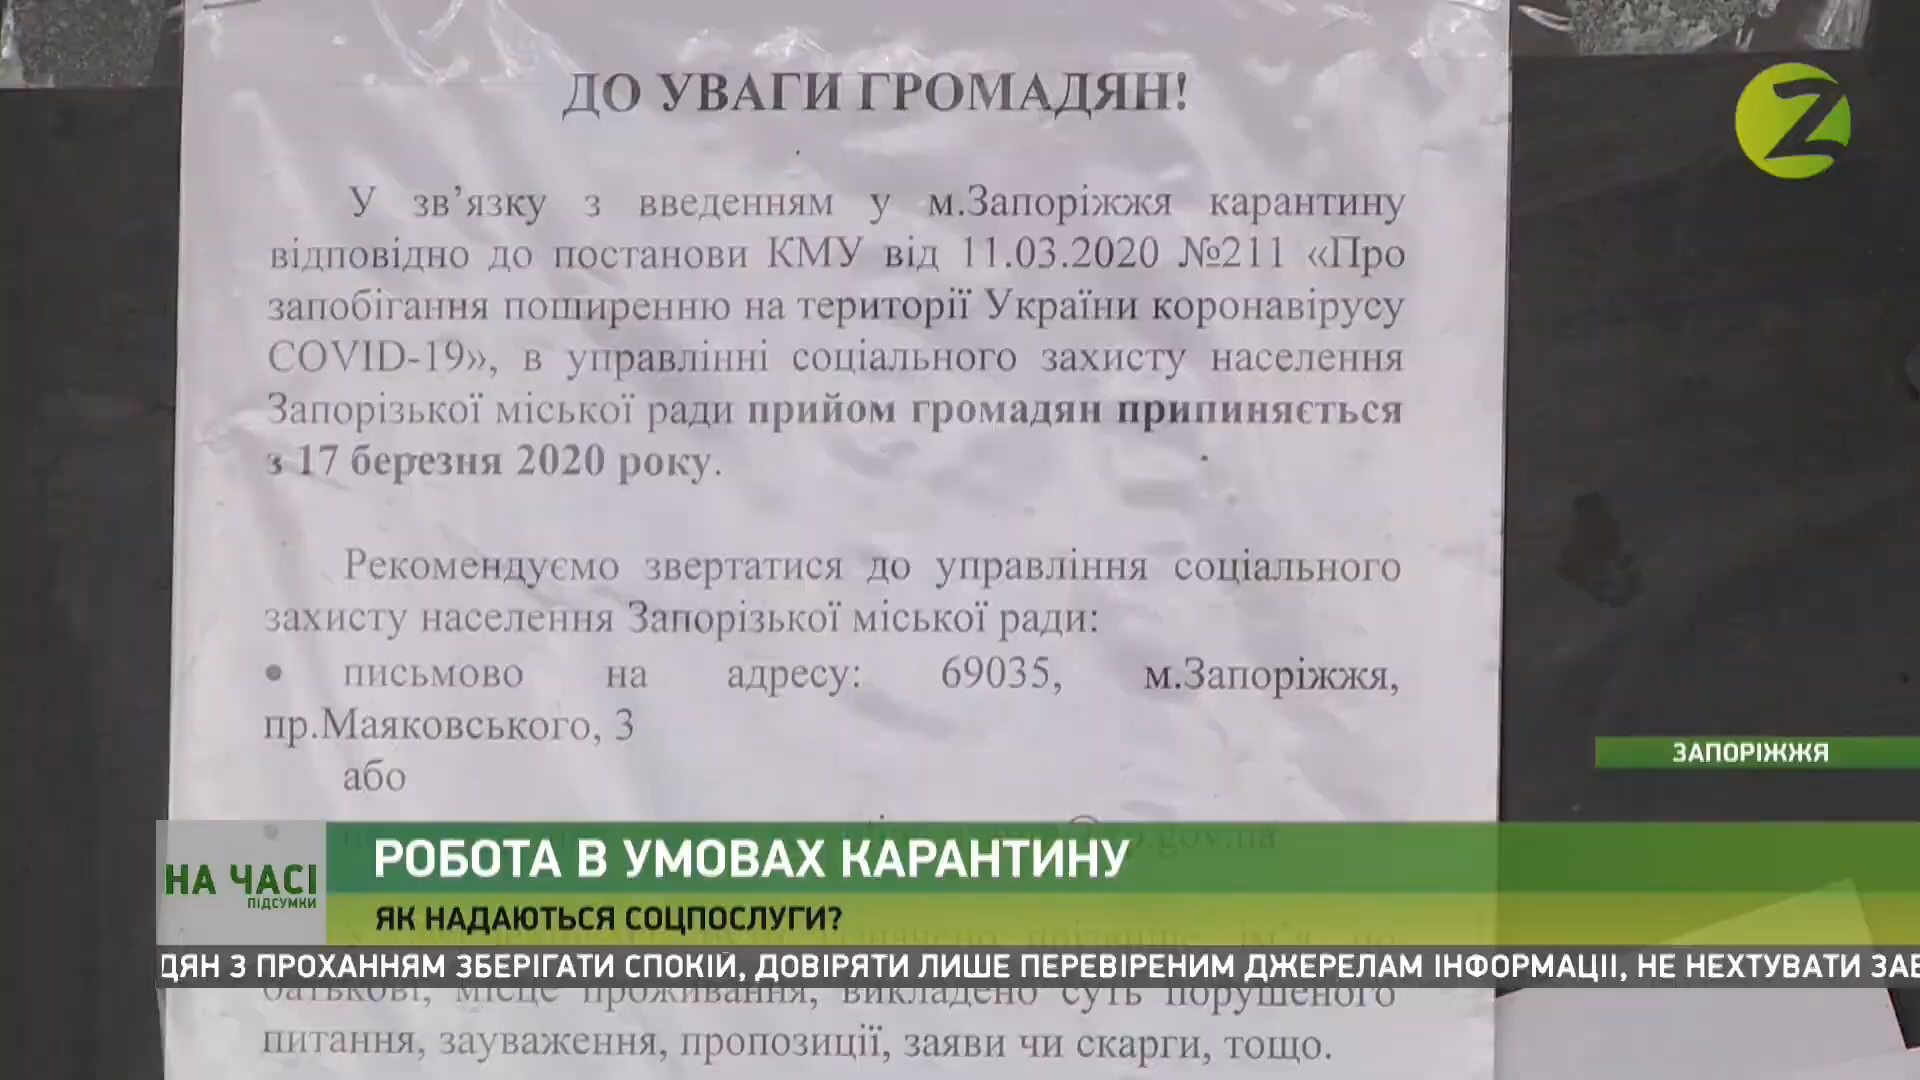 ДО УВАГИ ГРОМАДЯН!
У зв’язку з введенням у м.Запоріжжя карантину
відповідно до постанови КМУ від 11.03.2020 №211 «Про
запобігання поширенню на території України коронавірусу
COVID-19», в управлінні соціального захисту населення
Запорізької міської ради прийом громадян припиняється
з 17 березня 2020 року.
Рекомендуємо звертатися до управління соціального
захисту населення Запорізької міської ради:
• письмово на адресу: 69035, м.Запоріжжя,
пр.Маяковського, 3
або
ЗАПОРІЖЖЯ
НА ЧАСІ
ПІДСУМКИ
РОБОТА В УМОВАХ КАРАНТИНУ
ЯК НАДАЮТЬСЯ СОЦПОСЛУГИ?
ДЯН З ПРОХАННЯМ ЗБЕРІГАТИ СПОКІЙ, ДОВІРЯТИ ЛИШЕ ПЕРЕВІРЕНИМ ДЖЕРЕЛАМ ІНФОРМАЦІІ, НЕ НЕХТУВАТИ ЗАВ
батькові, місце проживання, викладено суть порушеного
питання, зауваження, пропозиції, заяви чи скарги, тощо.